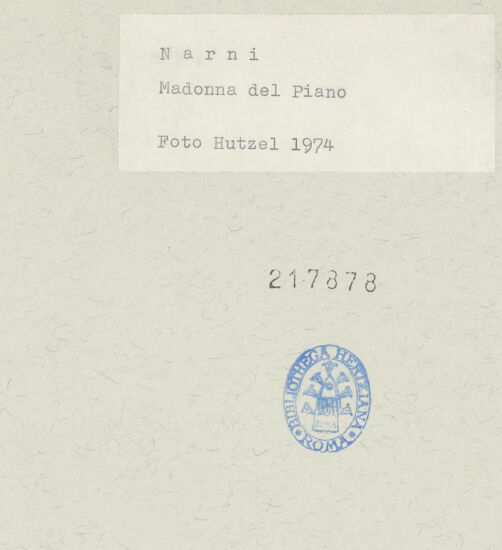 N a r n i
Madonna del Piano
Foto Hutzel 1974
217878
BIBLIOTHECA HERTZIANA
* ROMA *